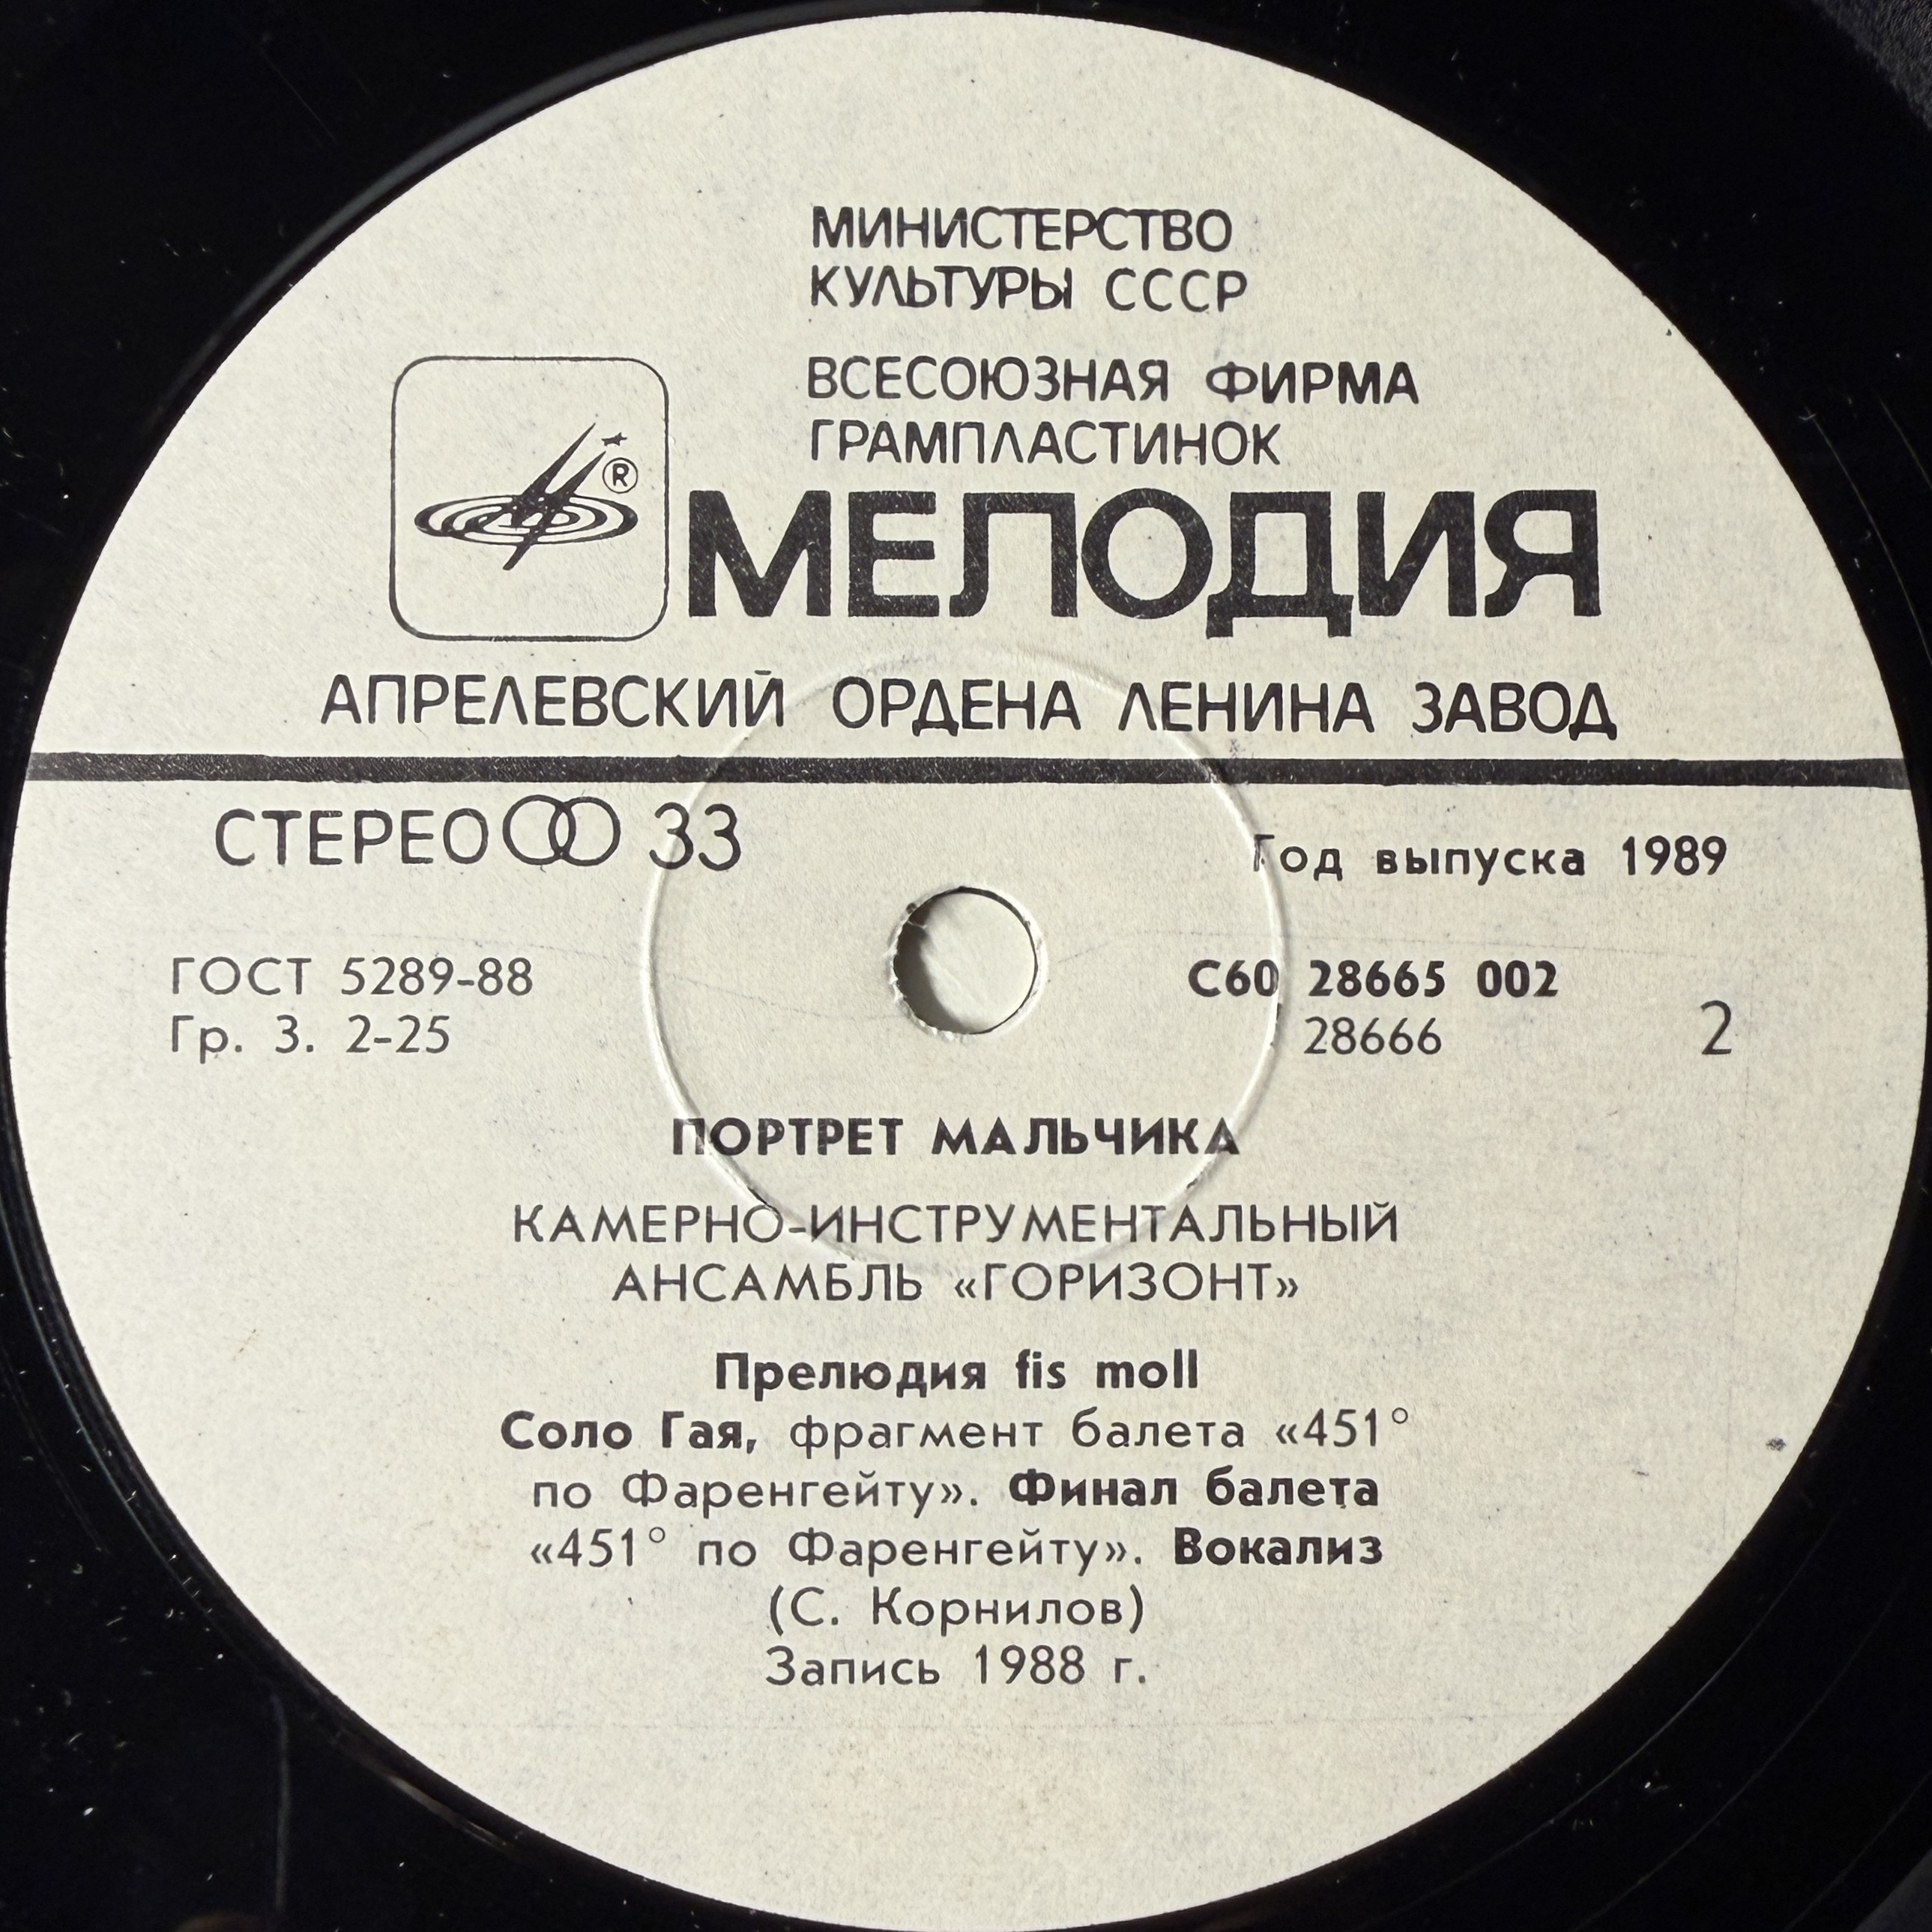 МИНИСТЕРСТВО
КУЛЬТУРЫ СССР
ВСЕСОЮЗНАЯ ФИРМА
ГРАМПЛАСТИНОК
®
МЕЛОДИЯ
АПРЕЛЕВСКИЙ ОРДЕНА ЛЕНИНА ЗАВОД
СТЕРЕО 33
Год выпуска 1989
ГОСТ 5289-88
Гр. 3. 2-25
С60 28665 002
28666
2
ПОРТРЕТ МАЛЬЧИКА
КАМЕРНО-ИНСТРУМЕНТАЛЬНЫЙ
АНСАМБЛЬ «ГОРИЗОНТ»
Прелюдия fis moll
Соло Гая, фрагмент балета «451°
по Фаренгейту». Финал балета
«451° по Фаренгейту». Вокализ
(С. Корнилов)
Запись 1988 г.